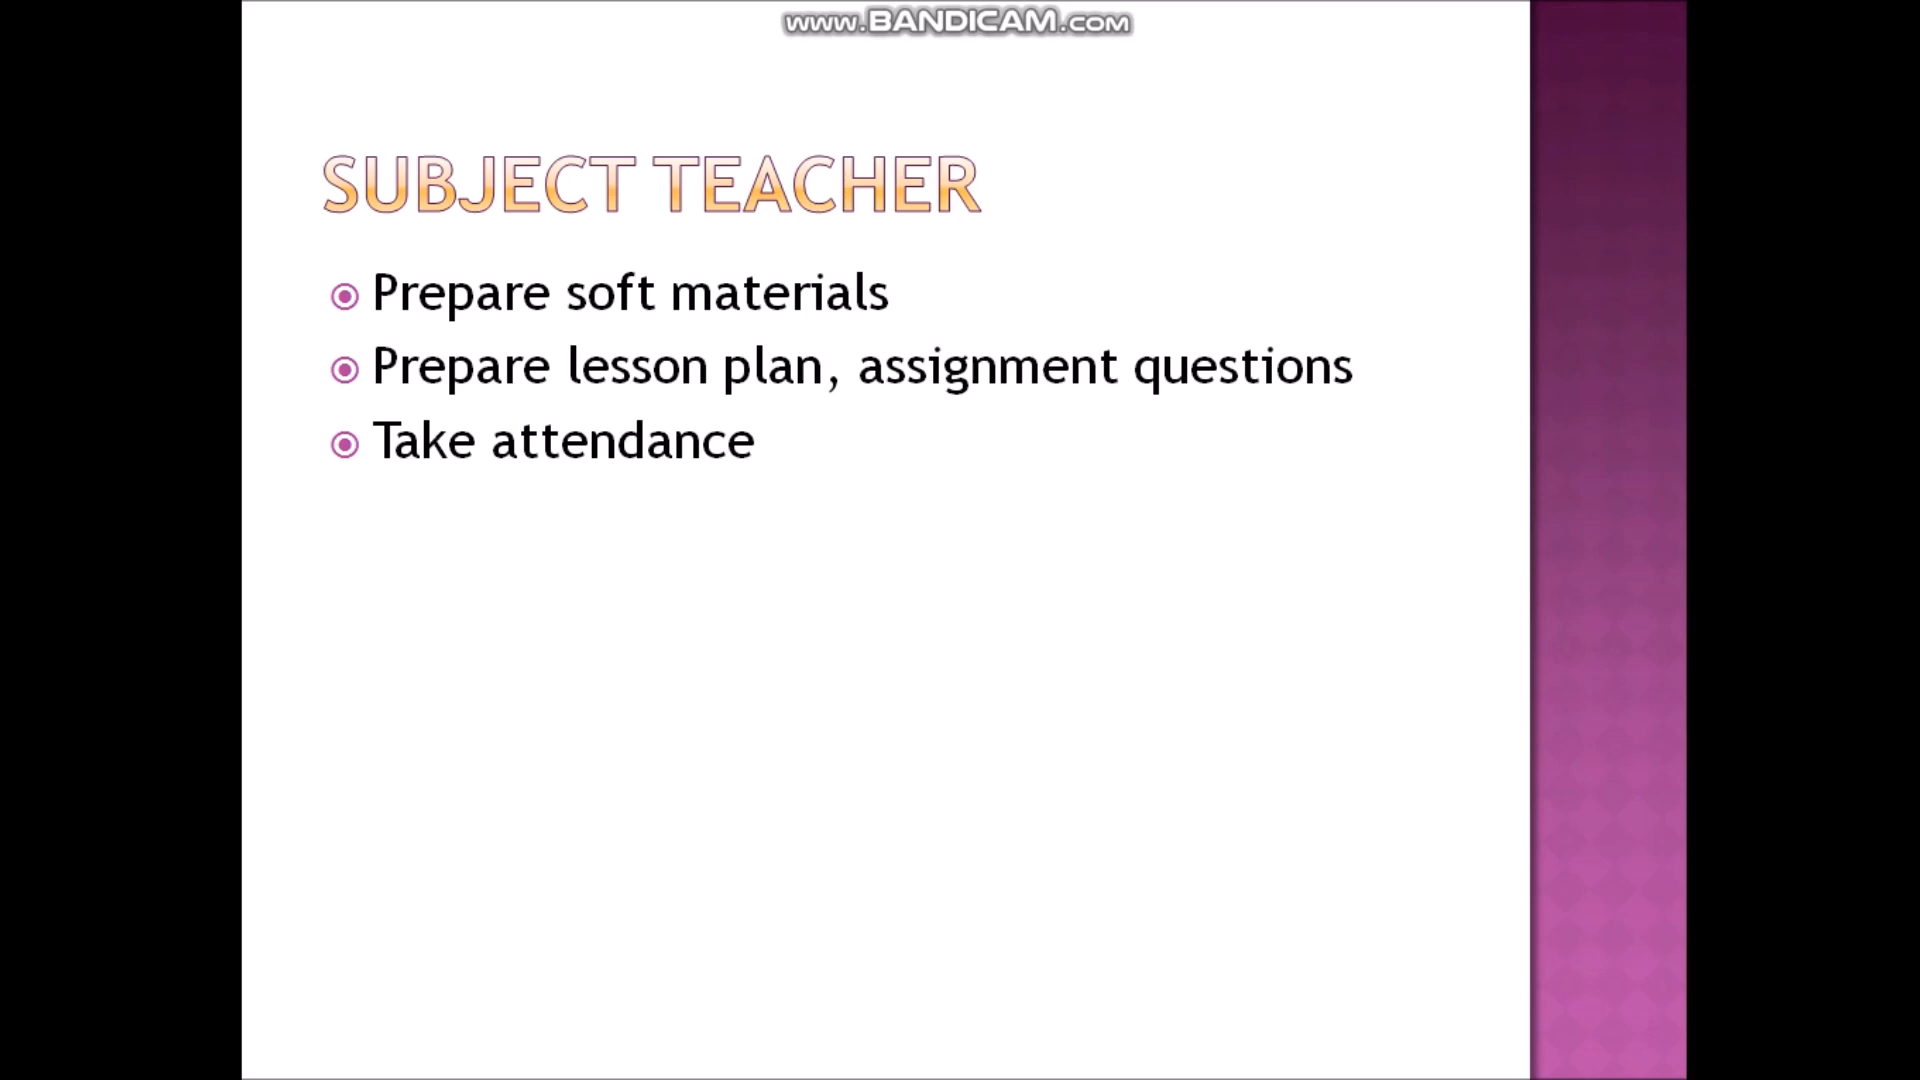 www.BANDICAM.com
SUBJECT TEACHER
Prepare soft materials
Prepare lesson plan, assignment questions
Take attendance